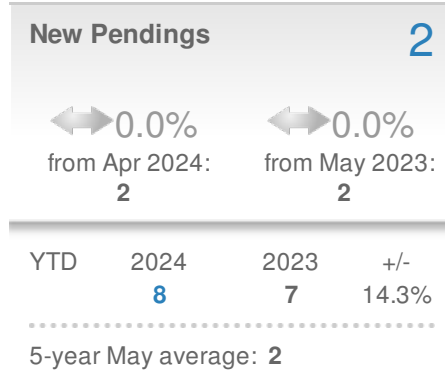 New Pendings 2
0.0% 0.0%
from Apr 2024: from May 2023:
2 2
YTD 2024 2023 +/-
8 7 14.3%
5-year May average: 2